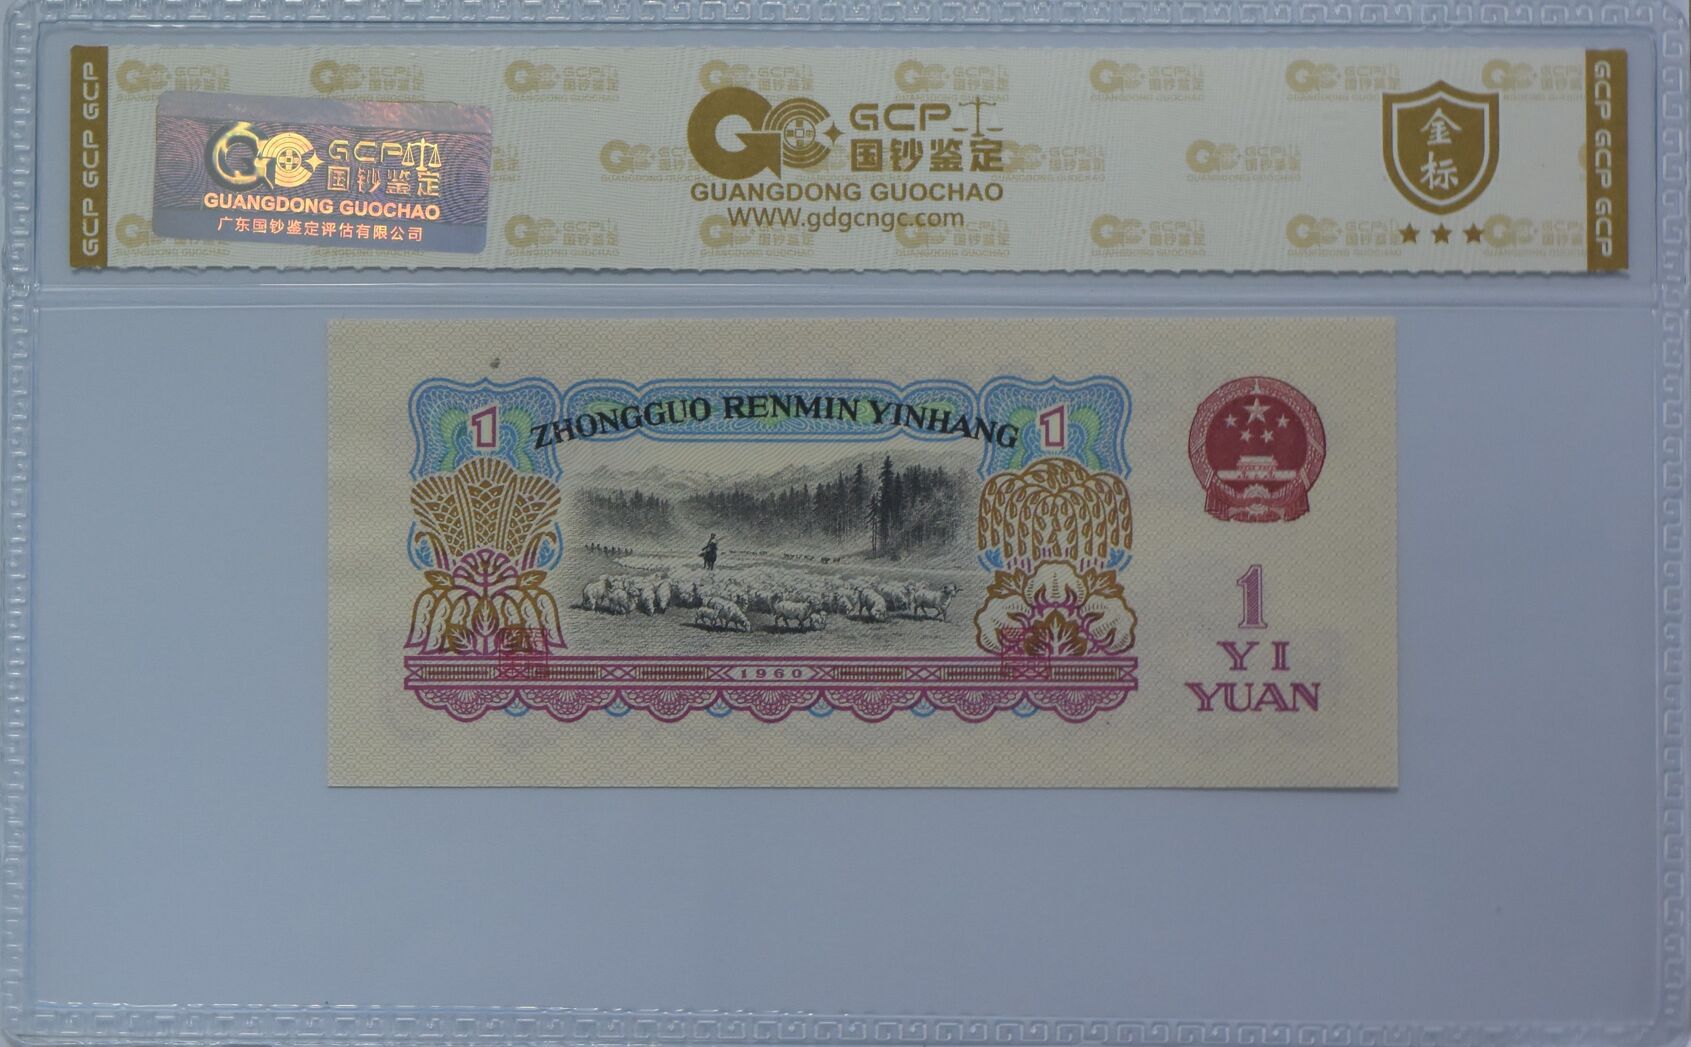 GCP GCP GCP
GCP 国钞鉴定
GUANGDONG GUOCHAO
广东国钞鉴定评估有限公司
GCP
国钞鉴定
GUANGDONG GUOCHAO
WWW.gdgcngc.com
金标
GCP GCP GCP
1
ZHONGGUO RENMIN YINHANG
1
1960
1
YI
YUAN